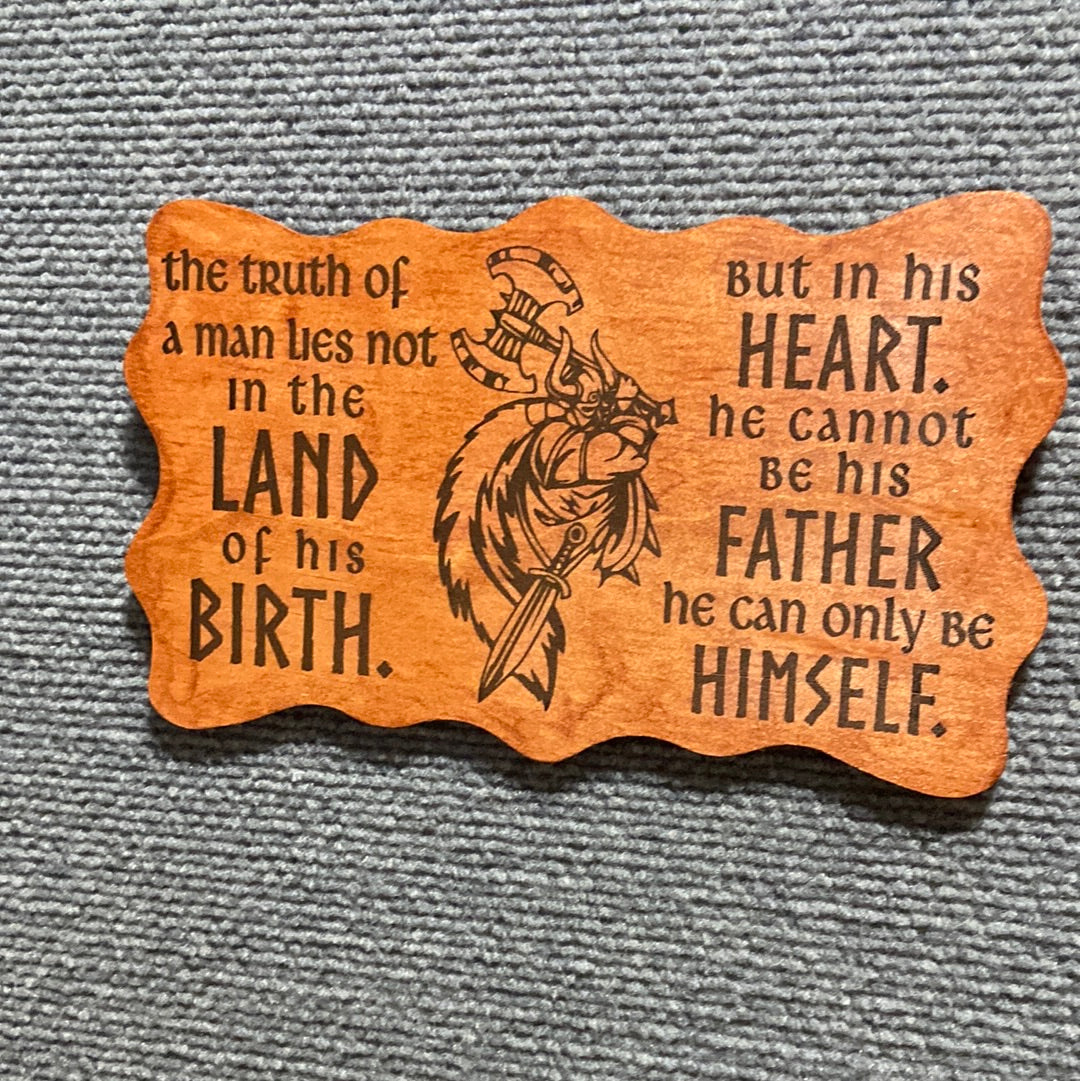 the truth of
a man lies not
in the
LAND
of his
BIRTH.
But in his
HEART.
he cannot
Be his
FATHER
he can only Be
HIMSELF.